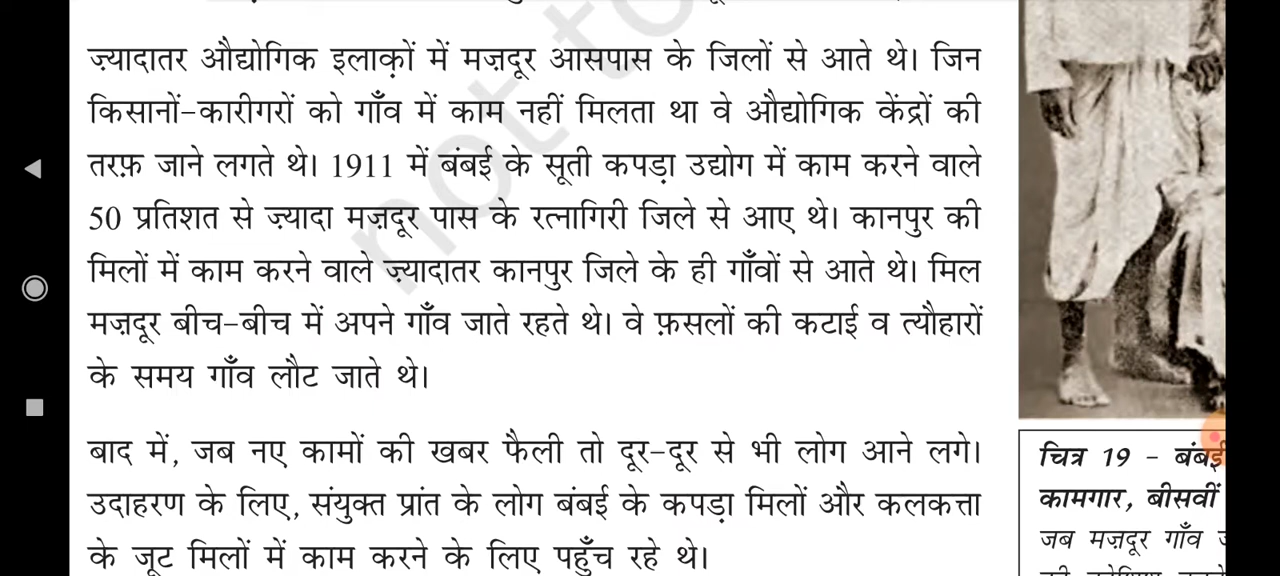 ज़्यादातर औद्योगिक इलाक़ों में मज़दूर आसपास के जिलों से आते थे। जिन
किसानों-कारीगरों को गाँव में काम नहीं मिलता था वे औद्योगिक केंद्रों की
तरफ़ जाने लगते थे। 1911 में बंबई के सूती कपड़ा उद्योग में काम करने वाले
50 प्रतिशत से ज़्यादा मज़दूर पास के रत्नागिरी जिले से आए थे। कानपुर की
मिलों में काम करने वाले ज़्यादातर कानपुर जिले के ही गाँवों से आते थे। मिल
मज़दूर बीच-बीच में अपने गाँव जाते रहते थे। वे फ़सलों की कटाई व त्यौहारों
के समय गाँव लौट जाते थे।
बाद में, जब नए कामों की खबर फैली तो दूर-दूर से भी लोग आने लगे।
उदाहरण के लिए, संयुक्त प्रांत के लोग बंबई के कपड़ा मिलों और कलकत्ता
के जूट मिलों में काम करने के लिए पहुँच रहे थे।
not to
चित्र 19 - बंबई
कामगार, बीसवीं
जब मज़दूर गाँव